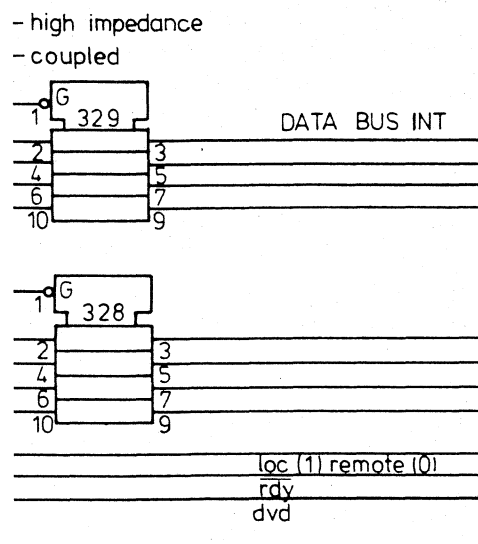 - high impedance
- coupled
G
1
329
DATA BUS INT
2 3
4 5
6 7
10 9
G
1
328
2 3
4 5
6 7
10 9
loc (1) remote (0)
r̅d̅y̅
dvd